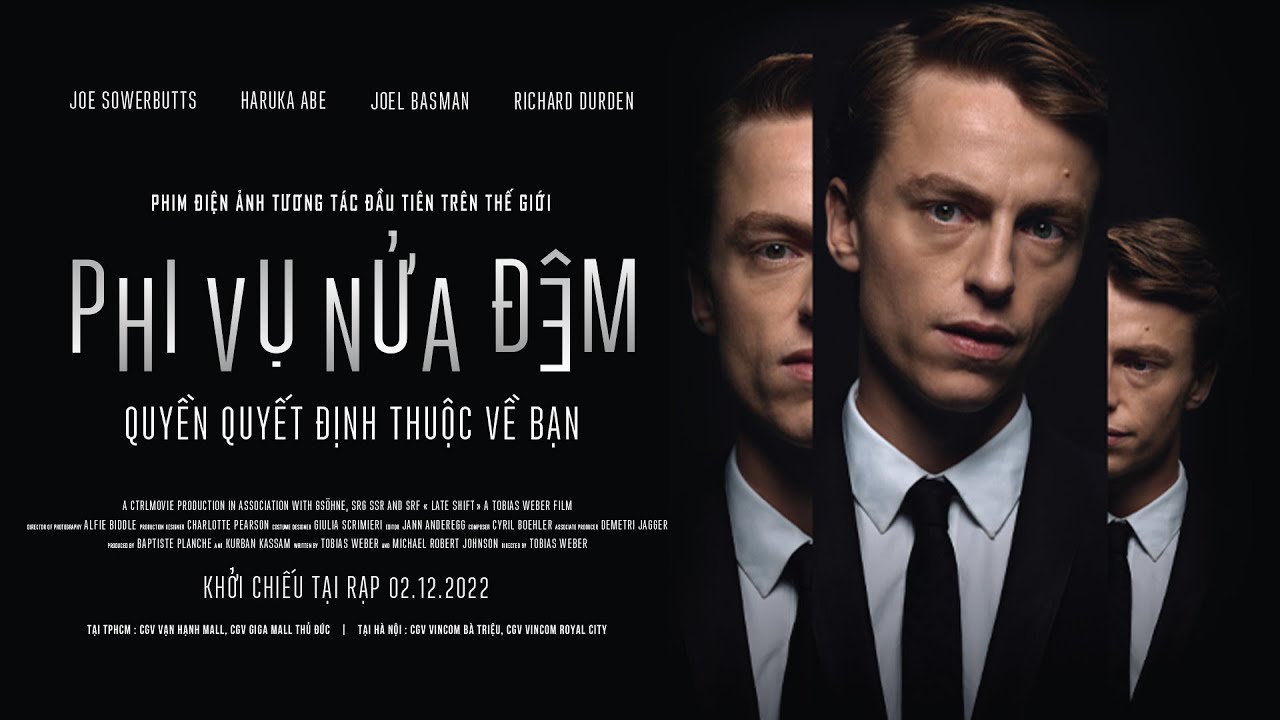 JOE SOWERBUTTS HARUKA ABE JOEL BASMAN RICHARD DURDEN
PHIM ĐIỆN ẢNH TƯƠNG TÁC ĐẦU TIÊN TRÊN THẾ GIỚI
PHI VỤ NỬA ĐÊM
QUYỀN QUYẾT ĐỊNH THUỘC VỀ BẠN
A CTRLMOVIE PRODUCTION IN ASSOCIATION WITH &SÖHNE, SRG SSR AND SRF « LATE SHIFT » A TOBIAS WEBER FILM
DIRECTOR OF PHOTOGRAPHY ALFIE BIDDLE PRODUCTION DESIGNER CHARLOTTE PEARSON COSTUME DESIGNER GIULIA SCRIMIERI EDITOR JANN ANDEREGG COMPOSER CYRIL BOEHLER ASSOCIATE PRODUCER DEMETRI JAGGER
PRODUCED BY BAPTISTE PLANCHE AND KURBAN KASSAM WRITTEN BY TOBIAS WEBER AND MICHAEL ROBERT JOHNSON DIRECTED BY TOBIAS WEBER
KHỞI CHIẾU TẠI RẠP 02.12.2022
TẠI TPHCM : CGV VẠN HẠNH MALL, CGV GIGA MALL THỦ ĐỨC | TẠI HÀ NỘI : CGV VINCOM BÀ TRIỆU, CGV VINCOM ROYAL CITY